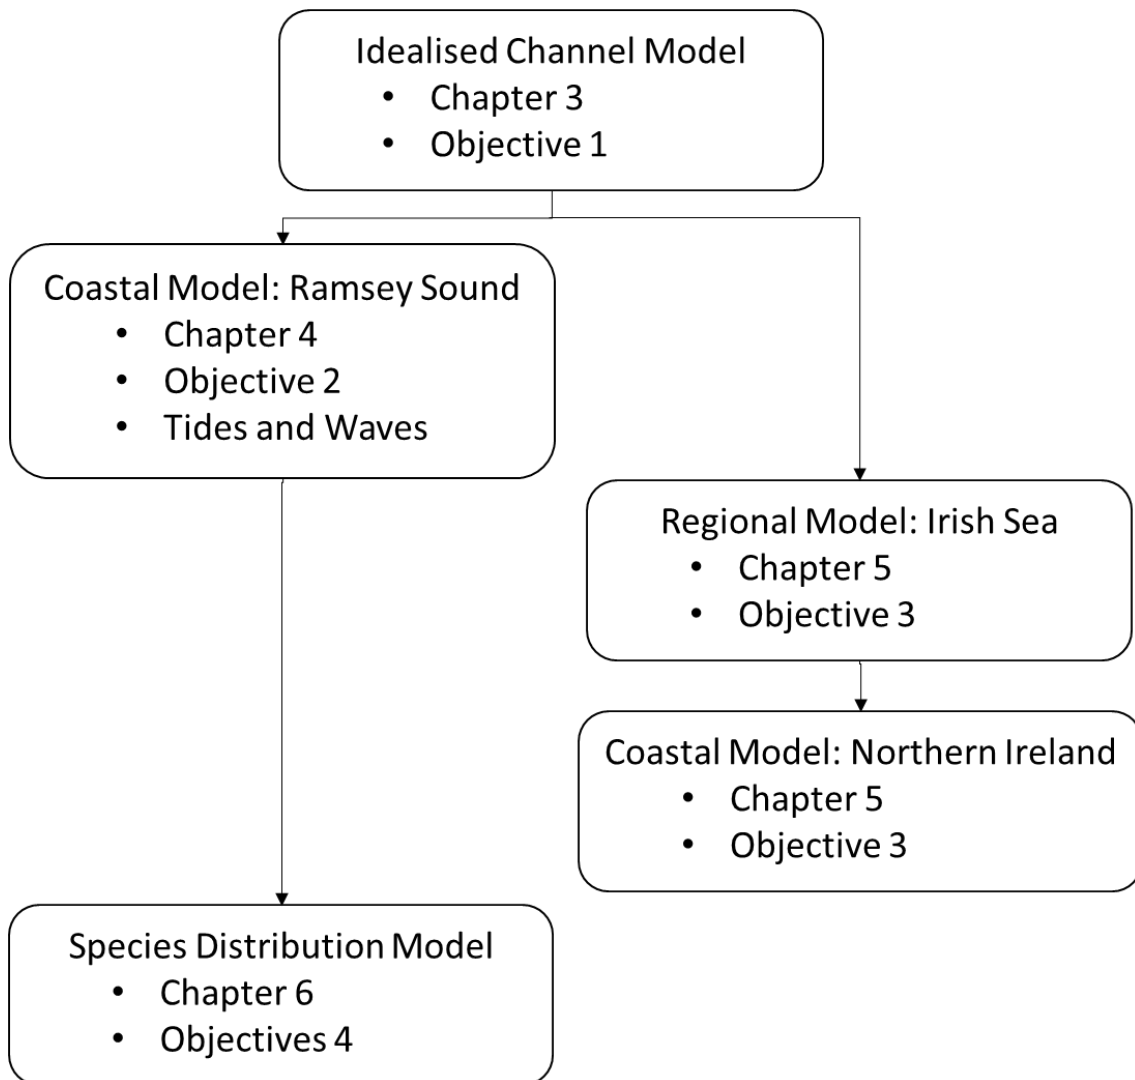 Idealised Channel Model
• Chapter 3
• Objective 1
Coastal Model: Ramsey Sound
• Chapter 4
• Objective 2
• Tides and Waves
Regional Model: Irish Sea
• Chapter 5
• Objective 3
Coastal Model: Northern Ireland
• Chapter 5
• Objective 3
Species Distribution Model
• Chapter 6
• Objectives 4